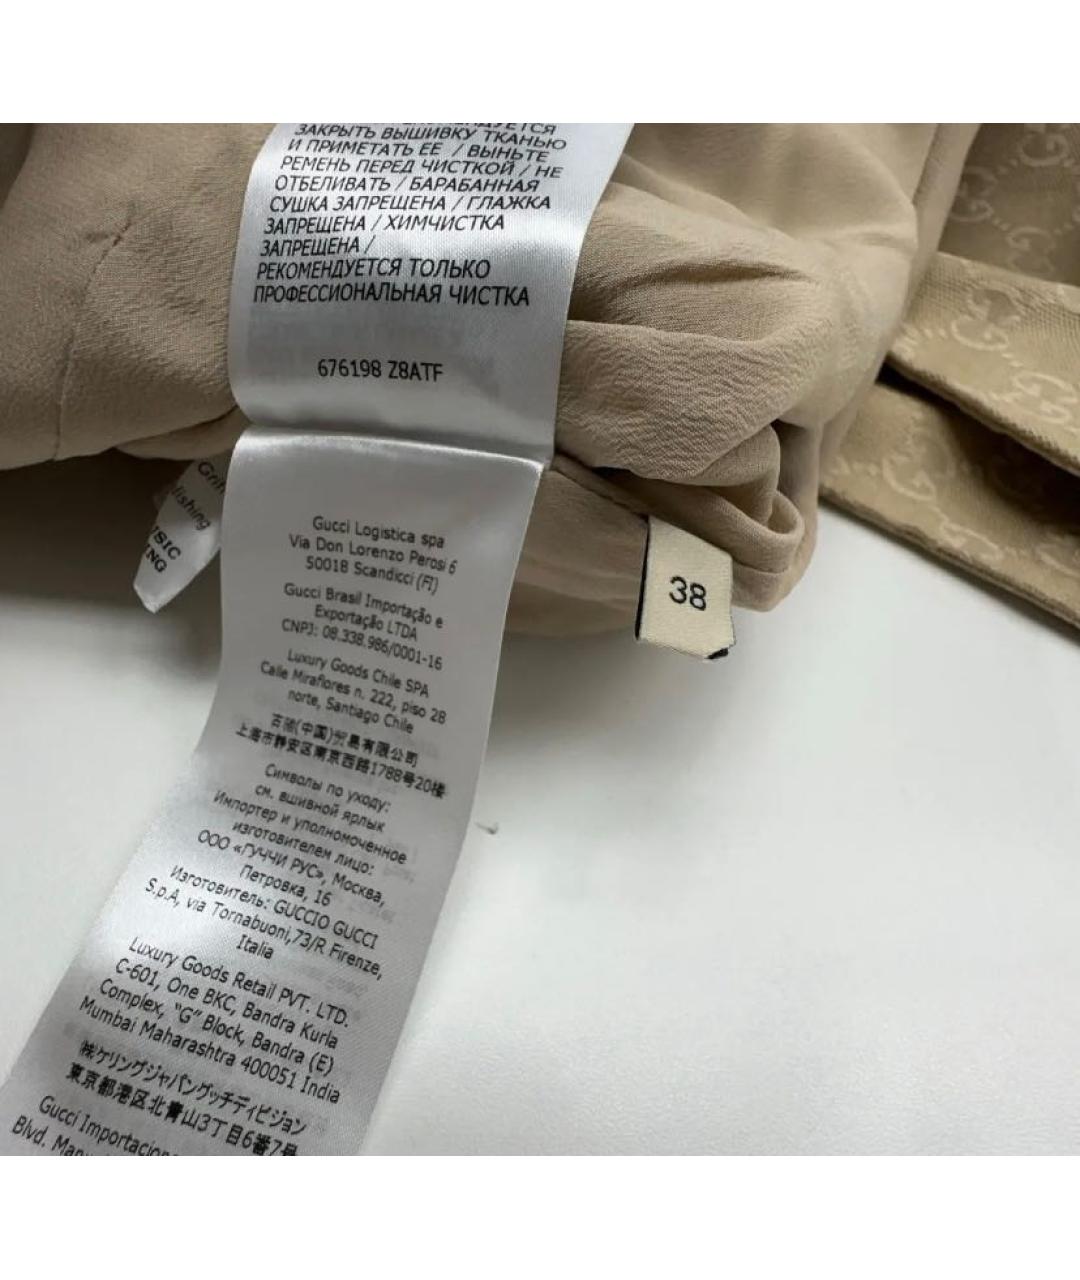 ЗАКРЫТЬ ВЫШИВКУ ТКАНЬЮ
И ПРИМЕТАТЬ ЕЕ / ВЫНЬТЕ
РЕМЕНЬ ПЕРЕД ЧИСТКОЙ / НЕ
ОТБЕЛИВАТЬ / БАРАБАННАЯ
СУШКА ЗАПРЕЩЕНА / ГЛАЖКА
ЗАПРЕЩЕНА / ХИМЧИСТКА
ЗАПРЕЩЕНА /
РЕКОМЕНДУЕТСЯ ТОЛЬКО
ПРОФЕССИОНАЛЬНАЯ ЧИСТКА
676198 Z8ATF
Gucci Logistica spa
Via Don Lorenzo Perosi 6
50018 Scandicci (FI)
Gucci Brasil Importação e
Exportação LTDA
CNPJ: 08.338.986/0001-16
Luxury Goods Chile SPA
Calle Miraflores n. 222, piso 28
norte, Santiago Chile
古驰(中国)贸易有限公司
上海市静安区南京西路1788号20楼
Символы по уходу:
см. вшивной ярлык
Импортер и уполномоченное
изготовителем лицо:
ООО «ГУЧЧИ РУС», Москва,
Петровка, 16
Изготовитель: GUCCIO GUCCI
S.p.A, via Tornabuoni,73/R Firenze,
Italia
Luxury Goods Retail PVT. LTD.
C-601, One BKC, Bandra Kurla
Complex, "G" Block, Bandra (E)
Mumbai Maharashtra 400051 India
㈱ケリングジャパングッチディビジョン
東京都港区北青山3丁目6番7号
Gucci Importacion
Blvd.
38